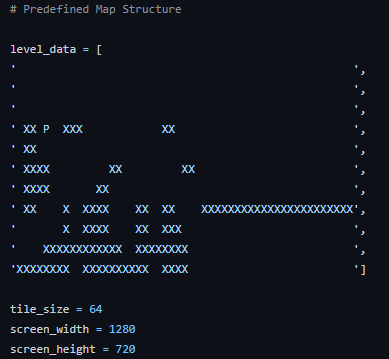 # Predefined Map Structure

level_data = [
'                                                   ',
'                                                   ',
'                                                   ',
' XX P  XXX            XX                           ',
' XX                                                ',
' XXXX         XX         XX                        ',
' XXXX       XX                                     ',
' XX    X  XXXX    XX  XX    XXXXXXXXXXXXXXXXXXXXXXX',
'       X  XXXX    XX  XXX                          ',
'    XXXXXXXXXXXX  XXXXXXXX                         ',
'XXXXXXXX  XXXXXXXXXX  XXXX                         ']

tile_size = 64
screen_width = 1280
screen_height = 720